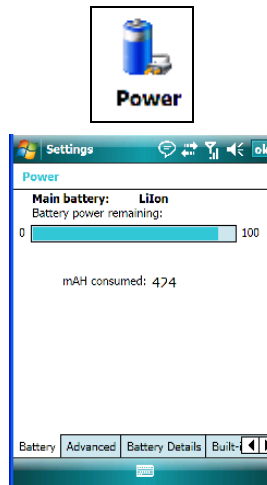 Power
Settings
ok
Power
Main battery: LiIon
Battery power remaining:
0 100
mAH consumed: 474
Battery Advanced Battery Details Built-